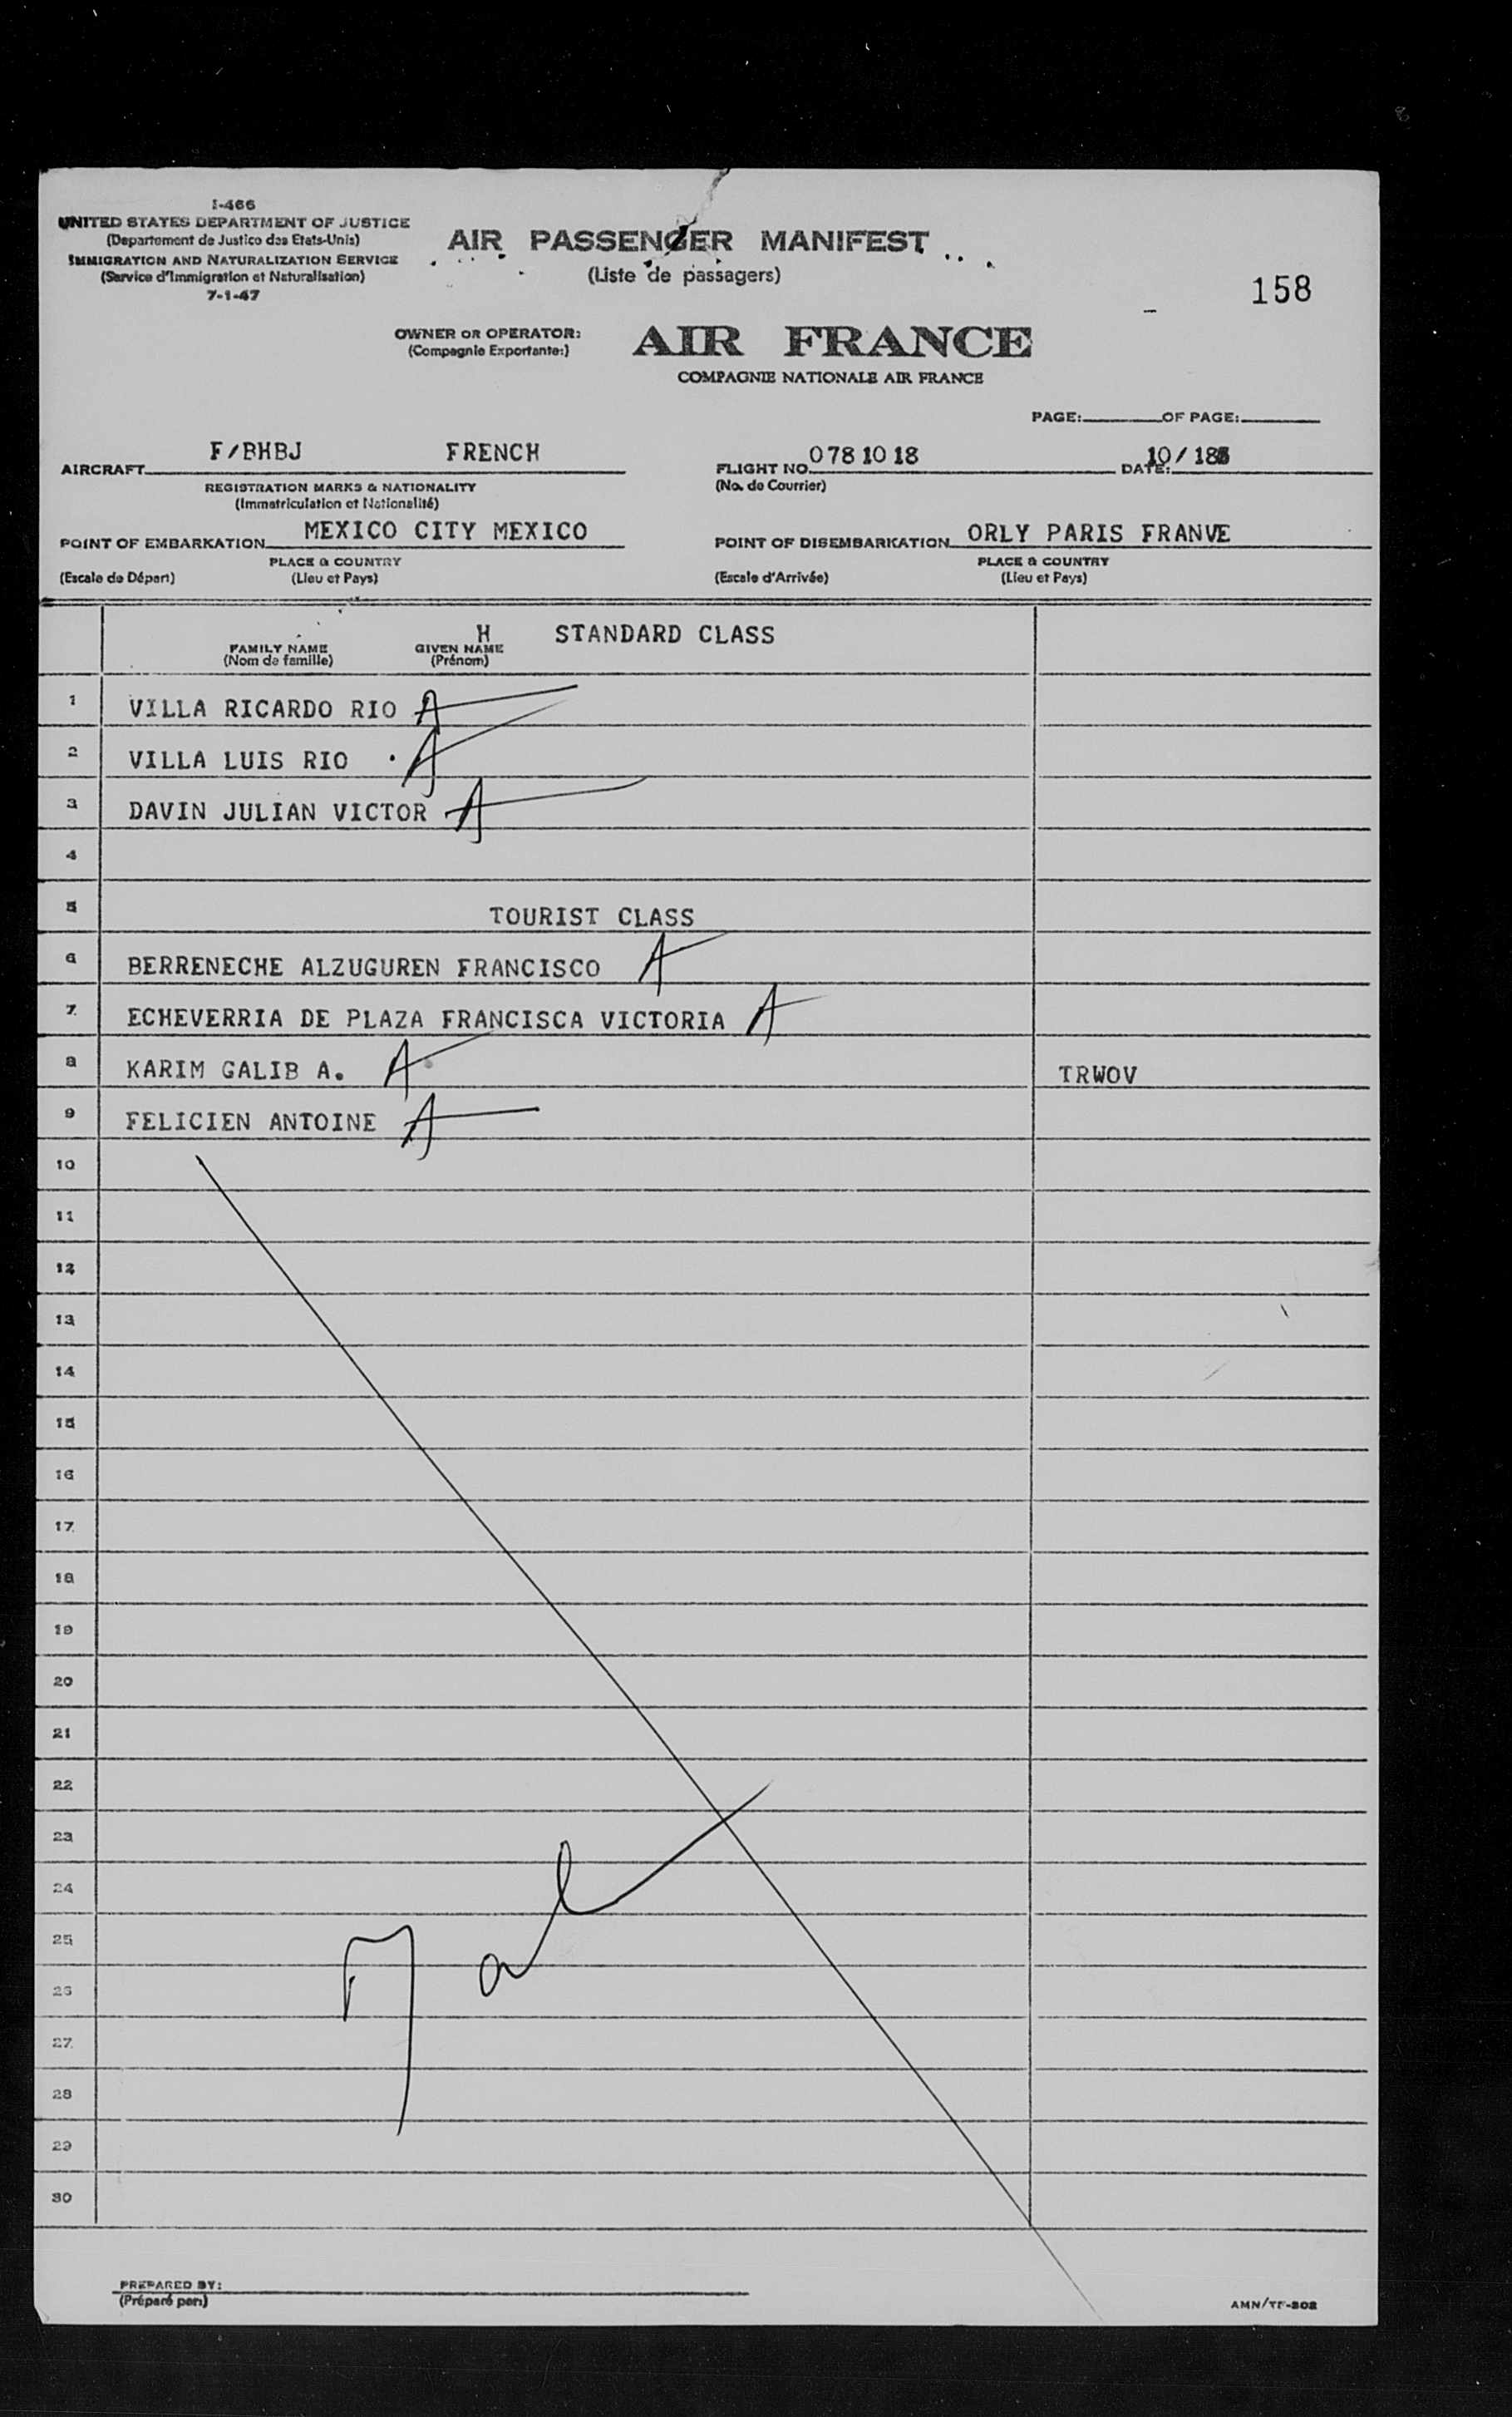 I-466
UNITED STATES DEPARTMENT OF JUSTICE
(Departement de Justice des Etats-Unis)
IMMIGRATION AND NATURALIZATION SERVICE
(Service d'Immigration et Naturalisation)
7-1-47
AIR PASSENGER MANIFEST
(Liste de passagers)
158
OWNER OR OPERATOR: AIR FRANCE
(Compagnie Exportante:)
COMPAGNIE NATIONALE AIR FRANCE
PAGE: OF PAGE:
AIRCRAFT F/BHBJ FRENCH FLIGHT NO. 078 10 18 DATE: 10/18
REGISTRATION MARKS & NATIONALITY (No. de Courrier)
(Immatriculation et Nationalité)
POINT OF EMBARKATION MEXICO CITY MEXICO POINT OF DISEMBARKATION ORLY PARIS FRANVE
PLACE & COUNTRY PLACE & COUNTRY
(Escale de Départ) (Lieu et Pays) (Escale d'Arrivée) (Lieu et Pays)
H STANDARD CLASS
FAMILY NAME GIVEN NAME
(Nom de famille) (Prénom)
1 VILLA RICARDO RIO A
2 VILLA LUIS RIO A
3 DAVIN JULIAN VICTOR A
4
5 TOURIST CLASS
6 BERRENECHE ALZUGUREN FRANCISCO A
7 ECHEVERRIA DE PLAZA FRANCISCA VICTORIA A
8 KARIM GALIB A. A TRWOV
9 FELICIEN ANTOINE A
10
11
12
13
14
15
16
17
18
19
20
21
22
23
24
25
26
27
28
29
30
PREPARED BY:
(Préparé par:)
AMN/TF-202